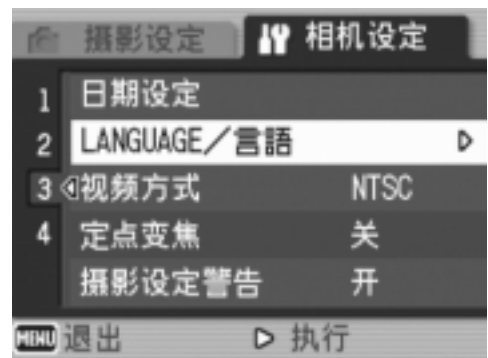 摄影设定 相机设定
1 日期设定
2 LANGUAGE／言語
3 视频方式 NTSC
4 定点变焦 关
摄影设定警告 开
MENU 退出 执行